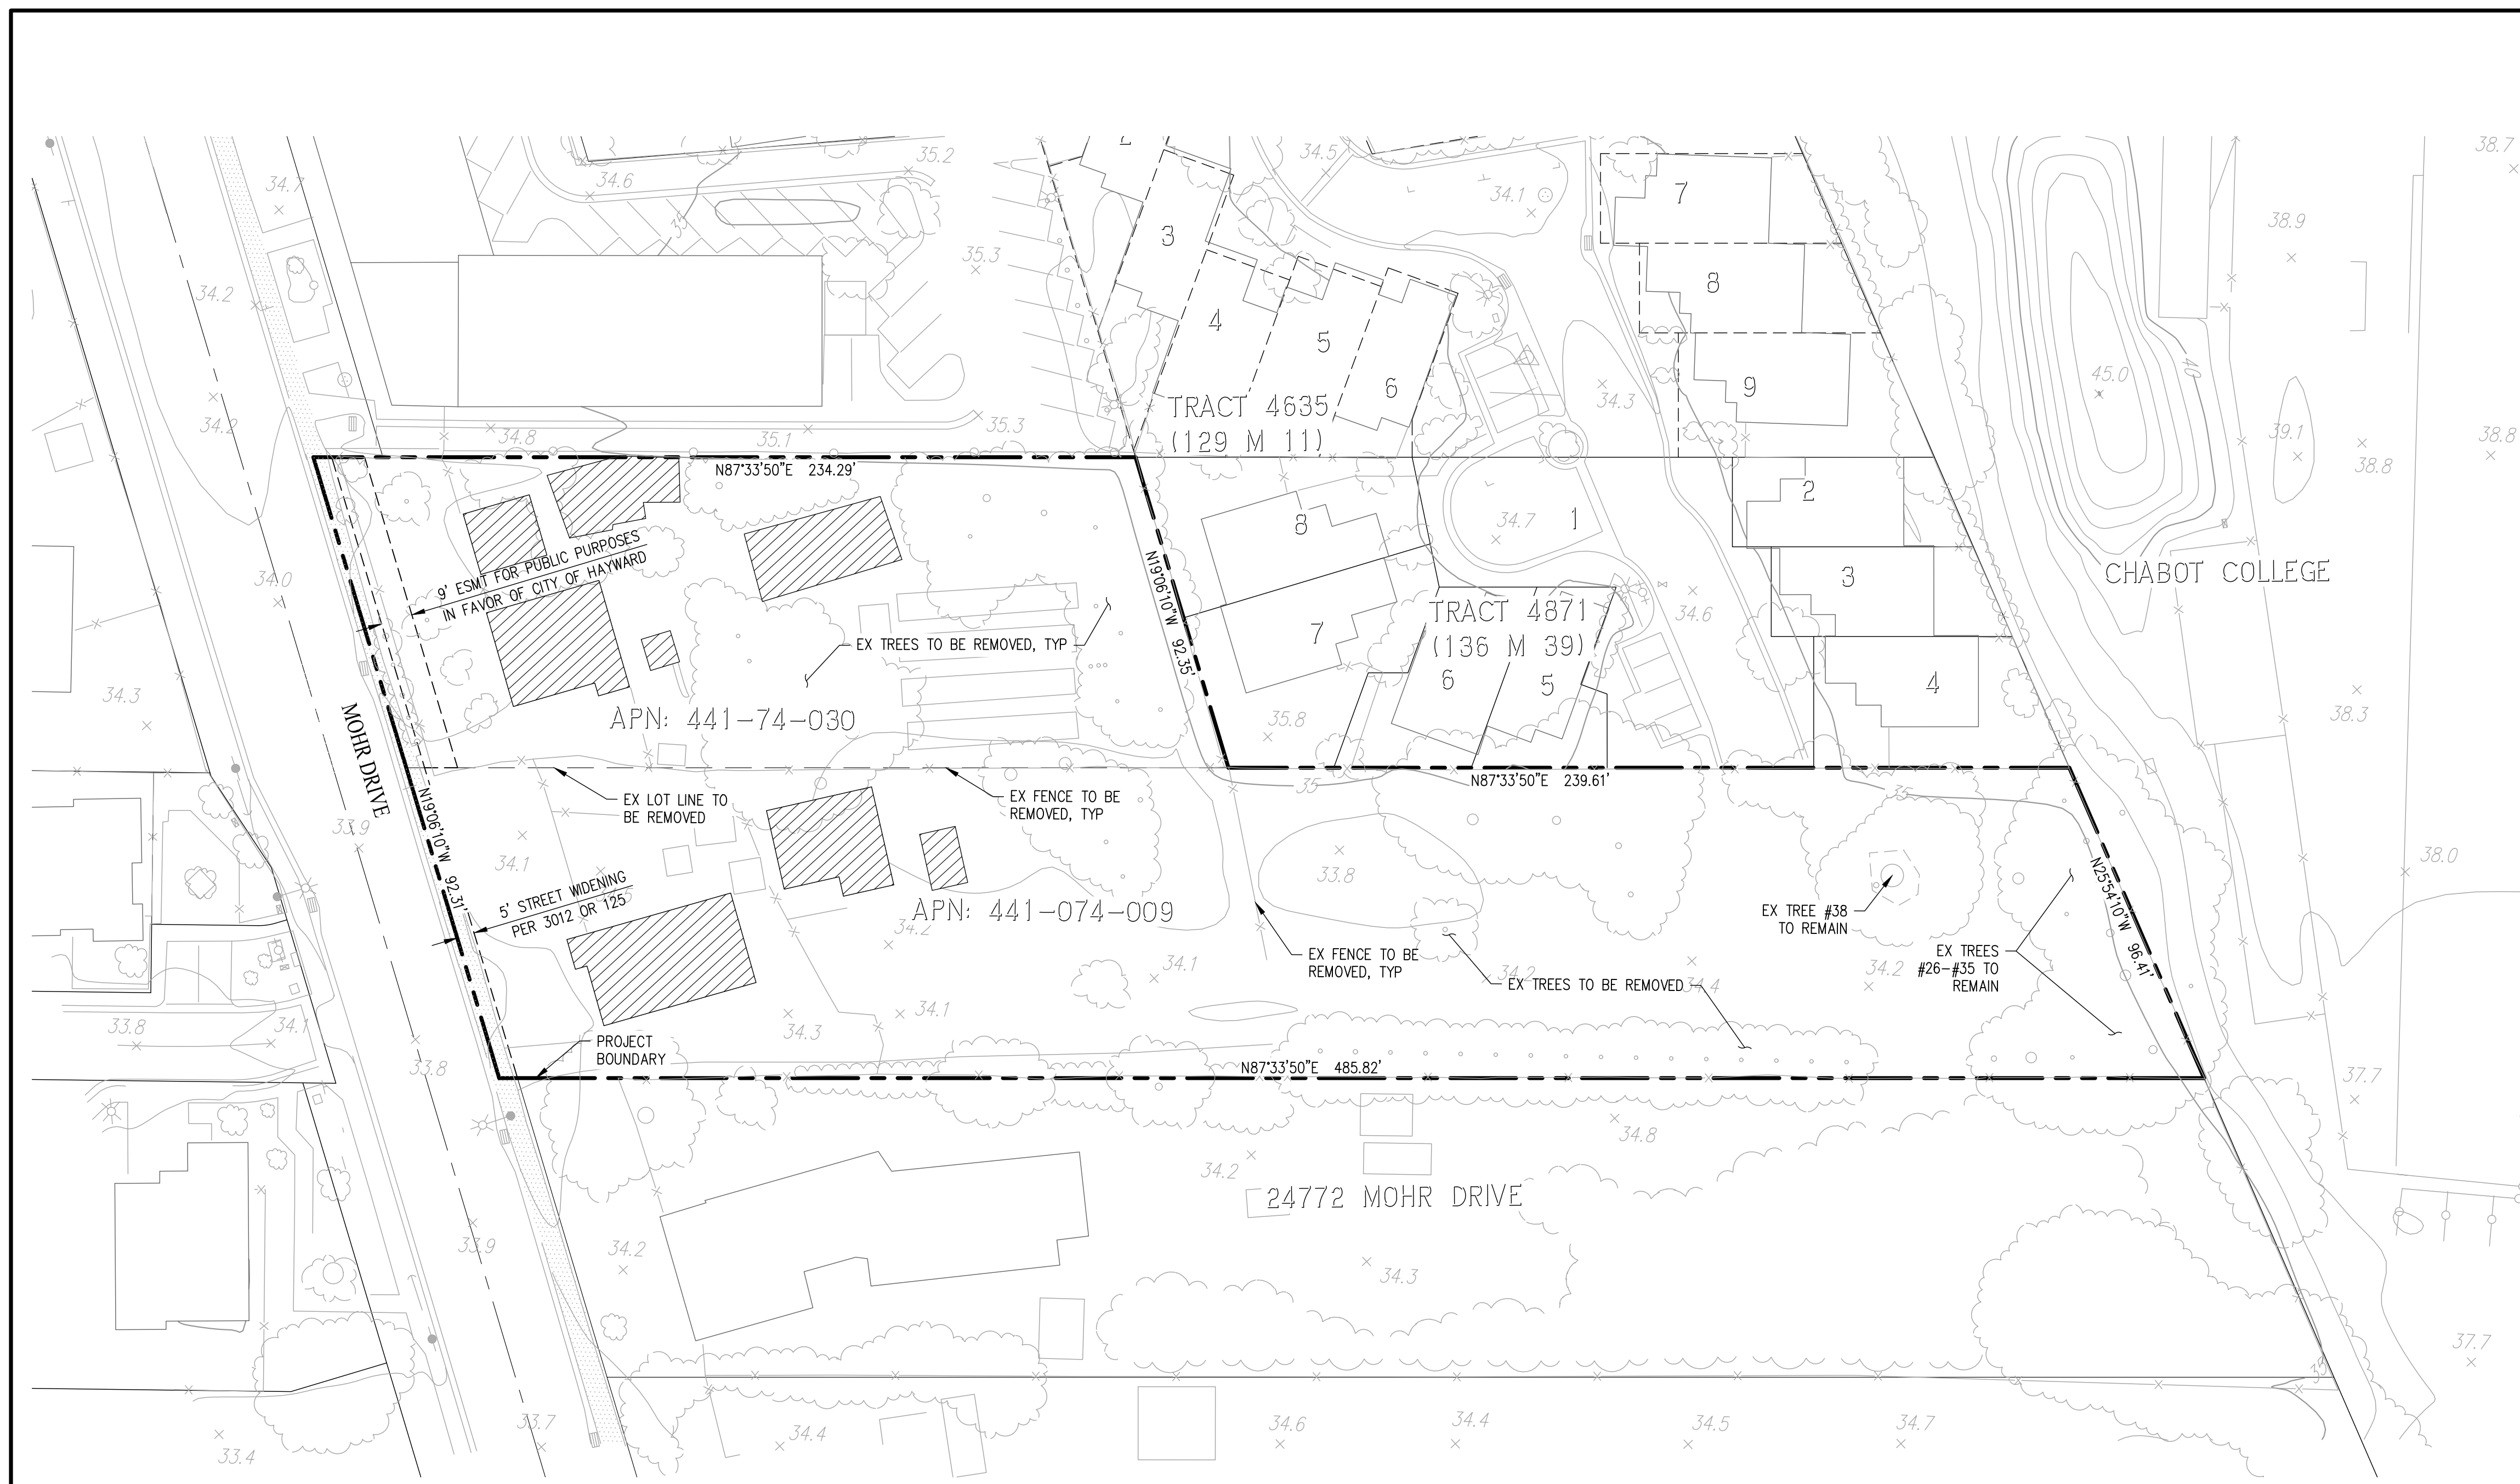 38.7
34.7
34.6
35.2
34.5
34.1
7
38.9
34.2
35
35.3
3
8
4
5
6
9
45.0
40
34.3
TRACT 4635
(129 M 11)
34.2
34.8
35.1
35.3
39.1
38.8
38.8
N87°33'50"E 234.29'
2
8
34.7
1
9' ESMT FOR PUBLIC PURPOSES
IN FAVOR OF CITY OF HAYWARD
34.0
N19°06'10"W 92.35'
3
CHABOT COLLEGE
TRACT 4871
(136 M 39)
34.6
7
EX TREES TO BE REMOVED, TYP
6
5
4
34.3
APN: 441-74-030
35.8
38.3
MOHR DRIVE
N87°33'50"E 239.61'
35
35
EX LOT LINE TO
BE REMOVED
EX FENCE TO BE
REMOVED, TYP
N19°06'10"W 92.31'
33.9
34.1
33.8
38.0
5' STREET WIDENING
PER 3012 OR 125
APN: 441-074-009
34.2
EX TREE #38
TO REMAIN
N25°54'10"W 96.41'
EX FENCE TO BE
REMOVED, TYP
EX TREES
#26-#35 TO
REMAIN
34.1
34.2
EX TREES TO BE REMOVED
34.4
34.2
33.8
34.1
34.3
34.1
PROJECT
BOUNDARY
33.8
N87°33'50"E 485.82'
37.7
34.8
34.2
24772 MOHR DRIVE
33.9
34.2
34.3
37.7
35
33.7
34.4
34.6
34.4
34.5
34.7
33.4